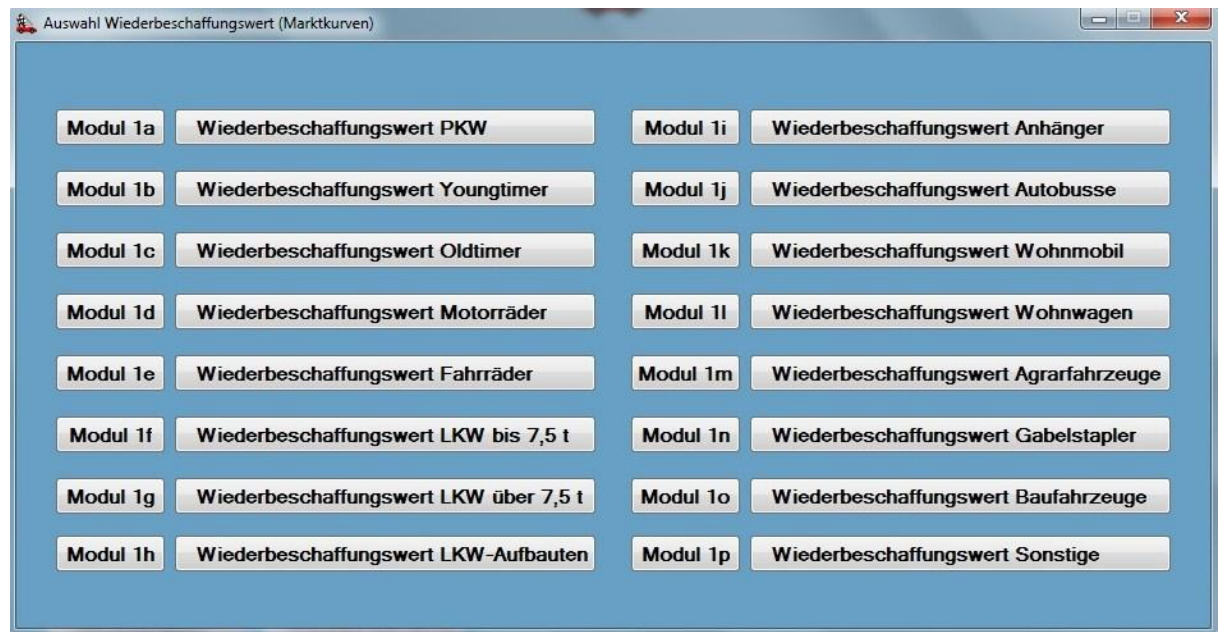 Auswahl Wiederbeschaffungswert (Marktkurven)
Modul 1a Wiederbeschaffungswert PKW
Modul 1b Wiederbeschaffungswert Youngtimer
Modul 1c Wiederbeschaffungswert Oldtimer
Modul 1d Wiederbeschaffungswert Motorräder
Modul 1e Wiederbeschaffungswert Fahrräder
Modul 1f Wiederbeschaffungswert LKW bis 7,5 t
Modul 1g Wiederbeschaffungswert LKW über 7,5 t
Modul 1h Wiederbeschaffungswert LKW-Aufbauten
Modul 1i Wiederbeschaffungswert Anhänger
Modul 1j Wiederbeschaffungswert Autobusse
Modul 1k Wiederbeschaffungswert Wohnmobil
Modul 1l Wiederbeschaffungswert Wohnwagen
Modul 1m Wiederbeschaffungswert Agrarfahrzeuge
Modul 1n Wiederbeschaffungswert Gabelstapler
Modul 1o Wiederbeschaffungswert Baufahrzeuge
Modul 1p Wiederbeschaffungswert Sonstige